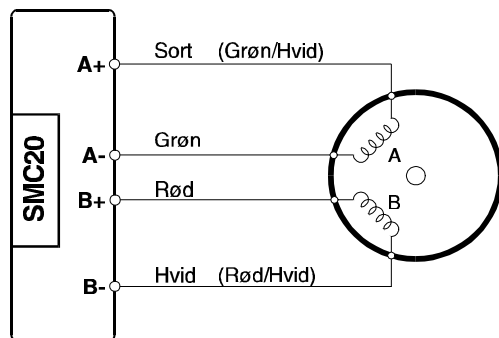 A+ Sort (Grøn/Hvid)
A- Grøn
A
SMC20
B+ Rød
B
B- Hvid (Rød/Hvid)